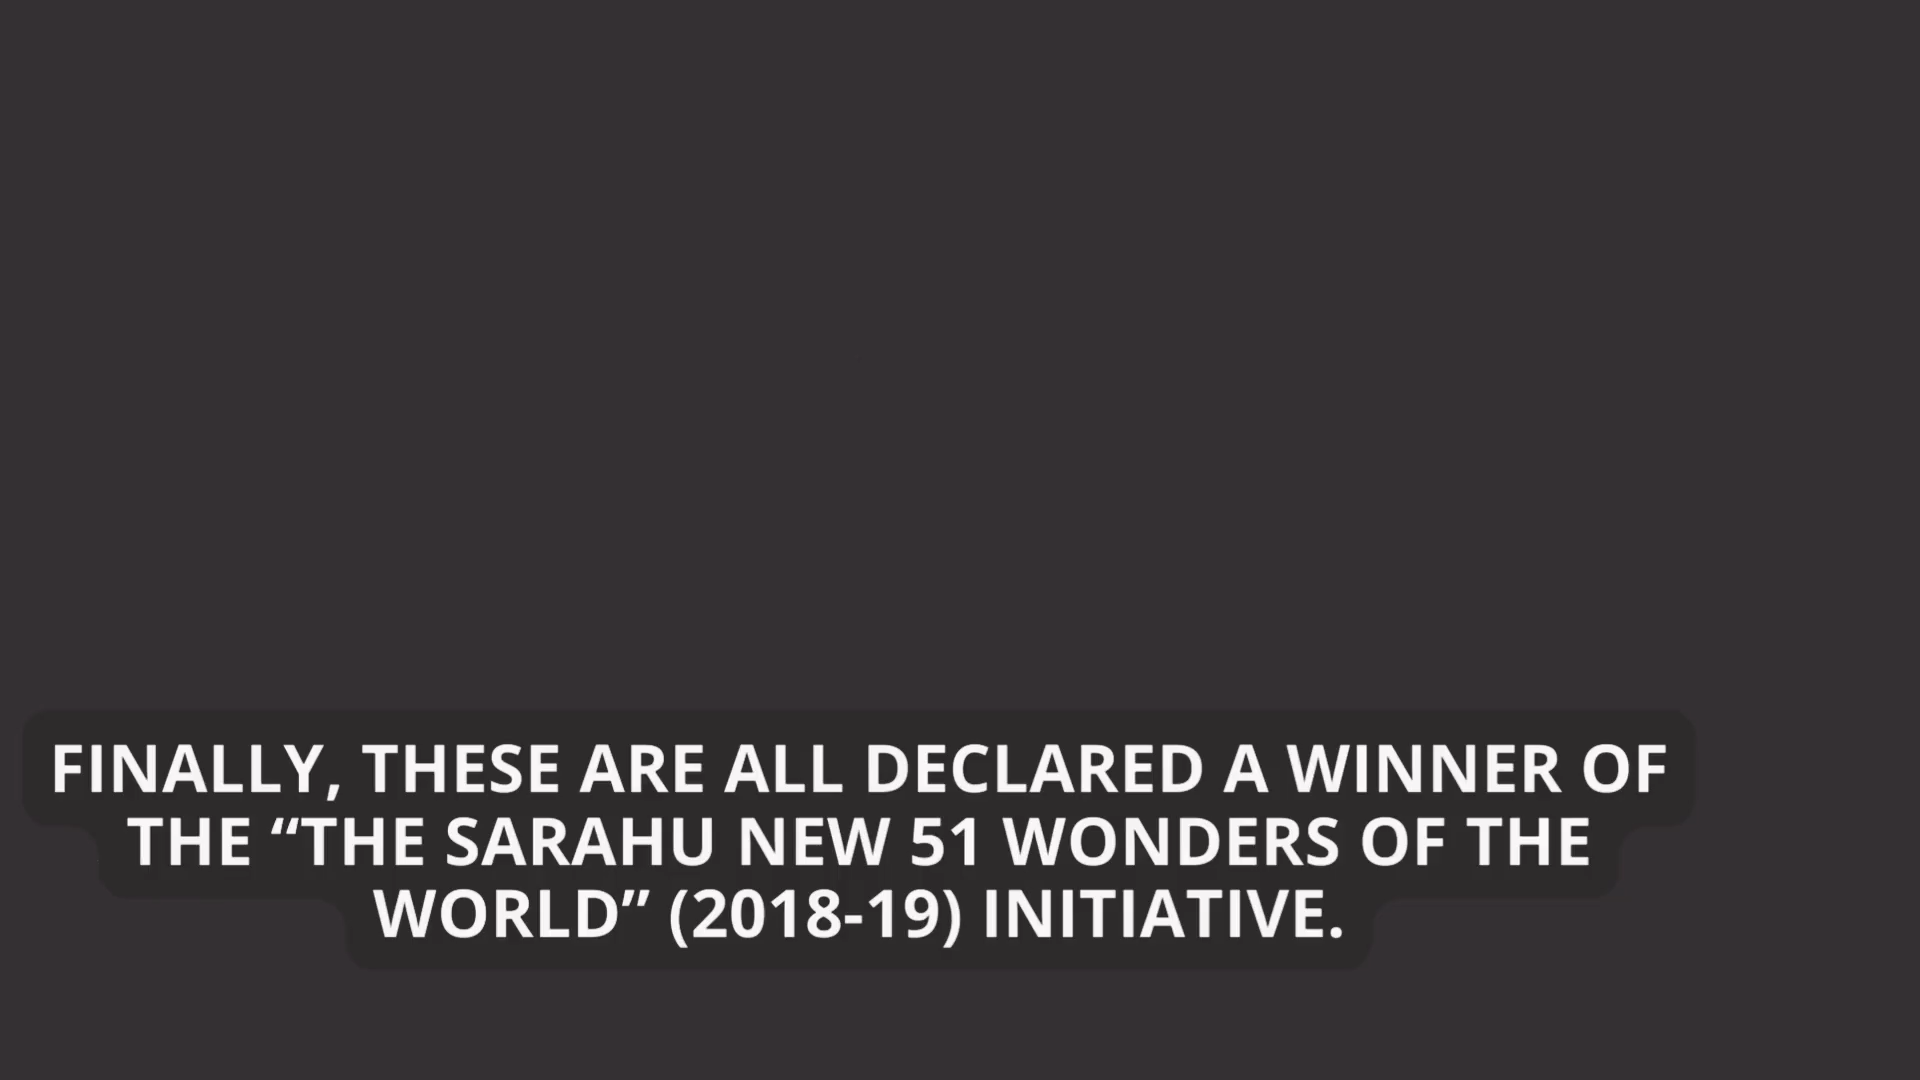 FINALLY, THESE ARE ALL DECLARED A WINNER OF
THE “THE SARAHU NEW 51 WONDERS OF THE
WORLD” (2018-19) INITIATIVE.